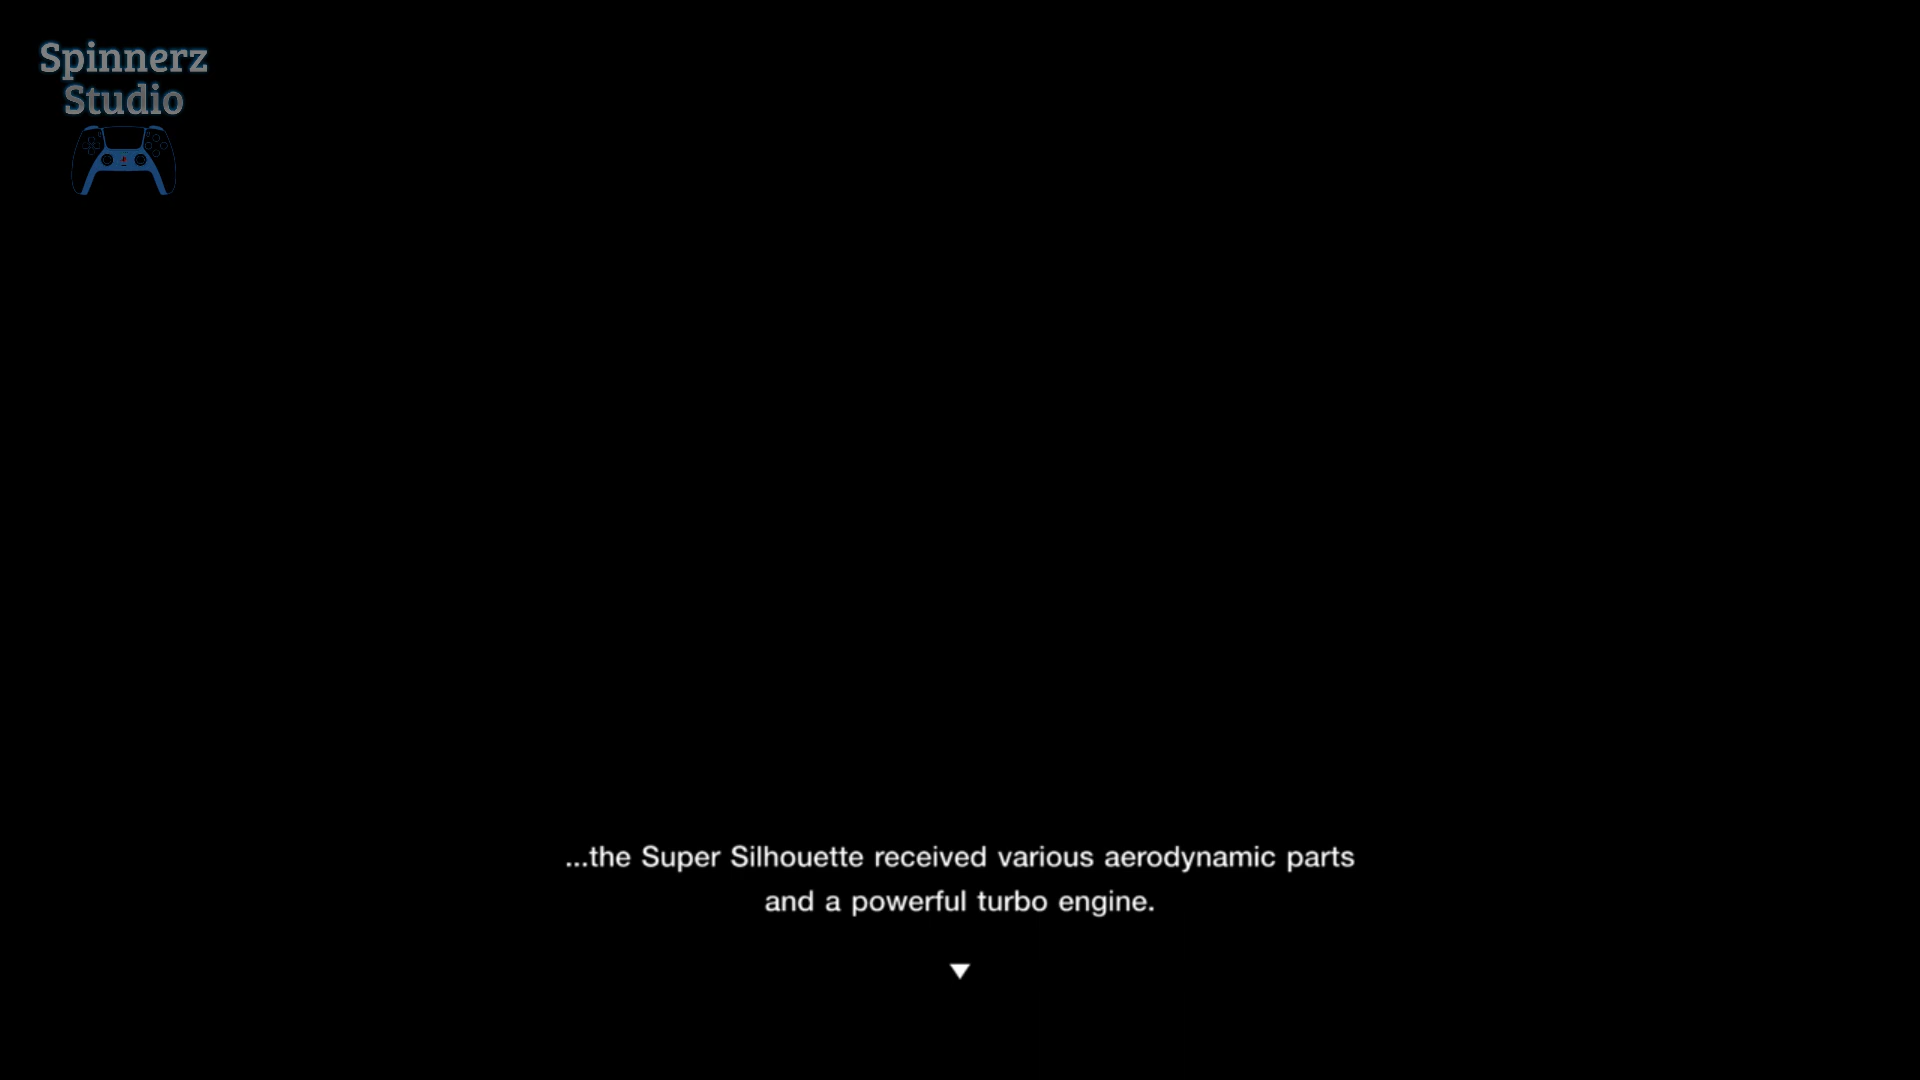 Spinnerz
Studio
...the Super Silhouette received various aerodynamic parts
and a powerful turbo engine.